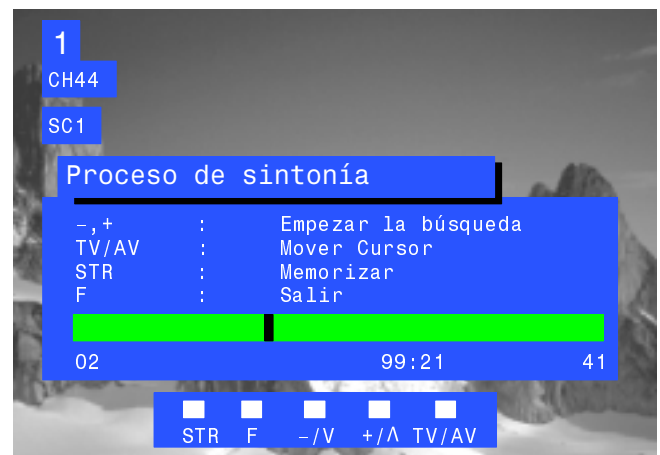 1
CH44
SC1
Proceso de sintonía
–,+ : Empezar la búsqueda
TV/AV : Mover Cursor
STR : Memorizar
F : Salir
02 99:21 41
STR F –/V +/Λ TV/AV